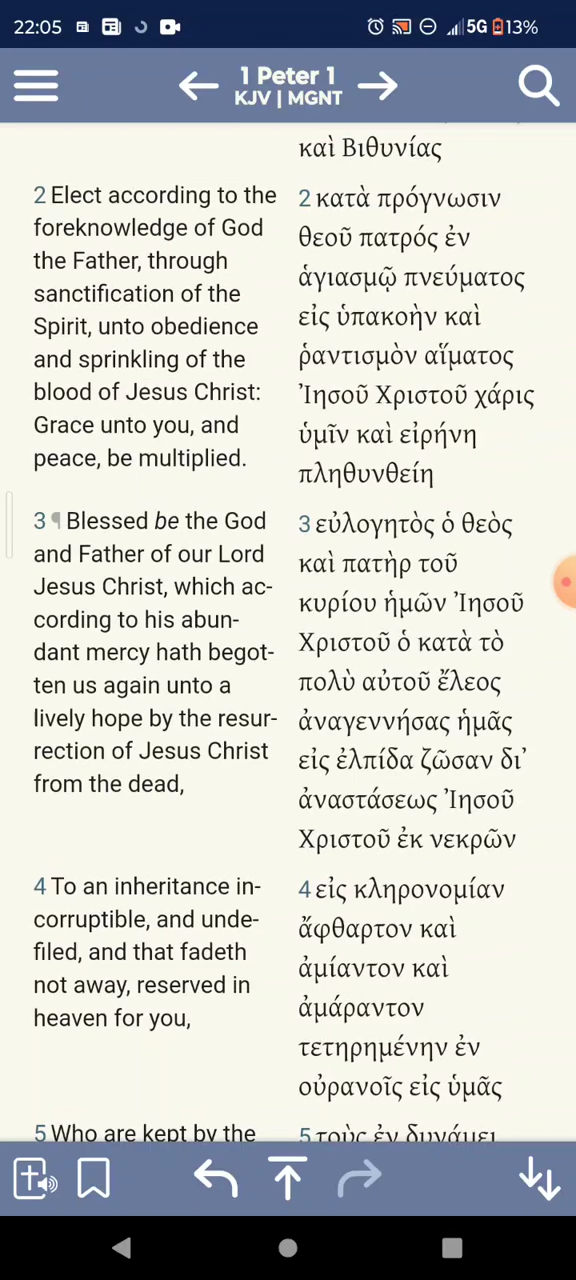 22:05
5G 13%
1 Peter 1
KJV | MGNT
καὶ Βιθυνίας
2 Elect according to the
foreknowledge of God
the Father, through
sanctification of the
Spirit, unto obedience
and sprinkling of the
blood of Jesus Christ:
Grace unto you, and
peace, be multiplied.
2 κατὰ πρόγνωσιν
θεοῦ πατρός ἐν
ἁγιασμῷ πνεύματος
εἰς ὑπακοὴν καὶ
ῥαντισμὸν αἵματος
Ἰησοῦ Χριστοῦ χάρις
ὑμῖν καὶ εἰρήνη
πληθυνθείη
3 ¶ Blessed be the God
and Father of our Lord
Jesus Christ, which ac-
cording to his abun-
dant mercy hath begot-
ten us again unto a
lively hope by the resur-
rection of Jesus Christ
from the dead,
3 εὐλογητὸς ὁ θεὸς
καὶ πατὴρ τοῦ
κυρίου ἡμῶν Ἰησοῦ
Χριστοῦ ὁ κατὰ τὸ
πολὺ αὐτοῦ ἔλεος
ἀναγεννήσας ἡμᾶς
εἰς ἐλπίδα ζῶσαν δι’
ἀναστάσεως Ἰησοῦ
Χριστοῦ ἐκ νεκρῶν
4 To an inheritance in-
corruptible, and unde-
filed, and that fadeth
not away, reserved in
heaven for you,
4 εἰς κληρονομίαν
ἄφθαρτον καὶ
ἀμίαντον καὶ
ἀμάραντον
τετηρημένην ἐν
οὐρανοῖς εἰς ὑμᾶς
5 Who are kept by the
5 τοὺς ἐν δυνάμει